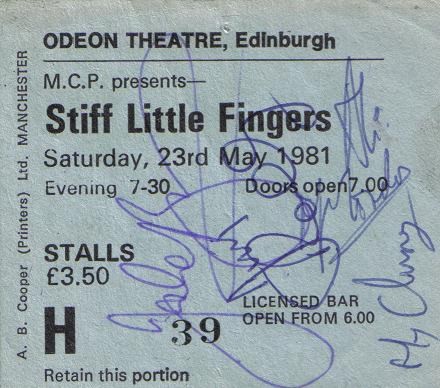 ODEON THEATRE, Edinburgh
M.C.P. presents—
Stiff Little Fingers
Saturday, 23rd May 1981
Evening 7-30 Doors open 7.00
STALLS
£3.50
LICENSED BAR
OPEN FROM 6.00
H 39
Retain this portion
A. B. Cooper (Printers) Ltd. MANCHESTER